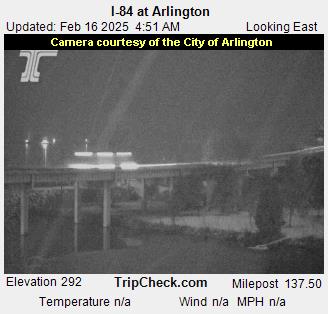 I-84 at Arlington
Updated: Feb 16 2025 4:51 AM Looking East
Camera courtesy of the City of Arlington
Elevation 292 TripCheck.com Milepost 137.50
Temperature n/a Wind n/a MPH n/a